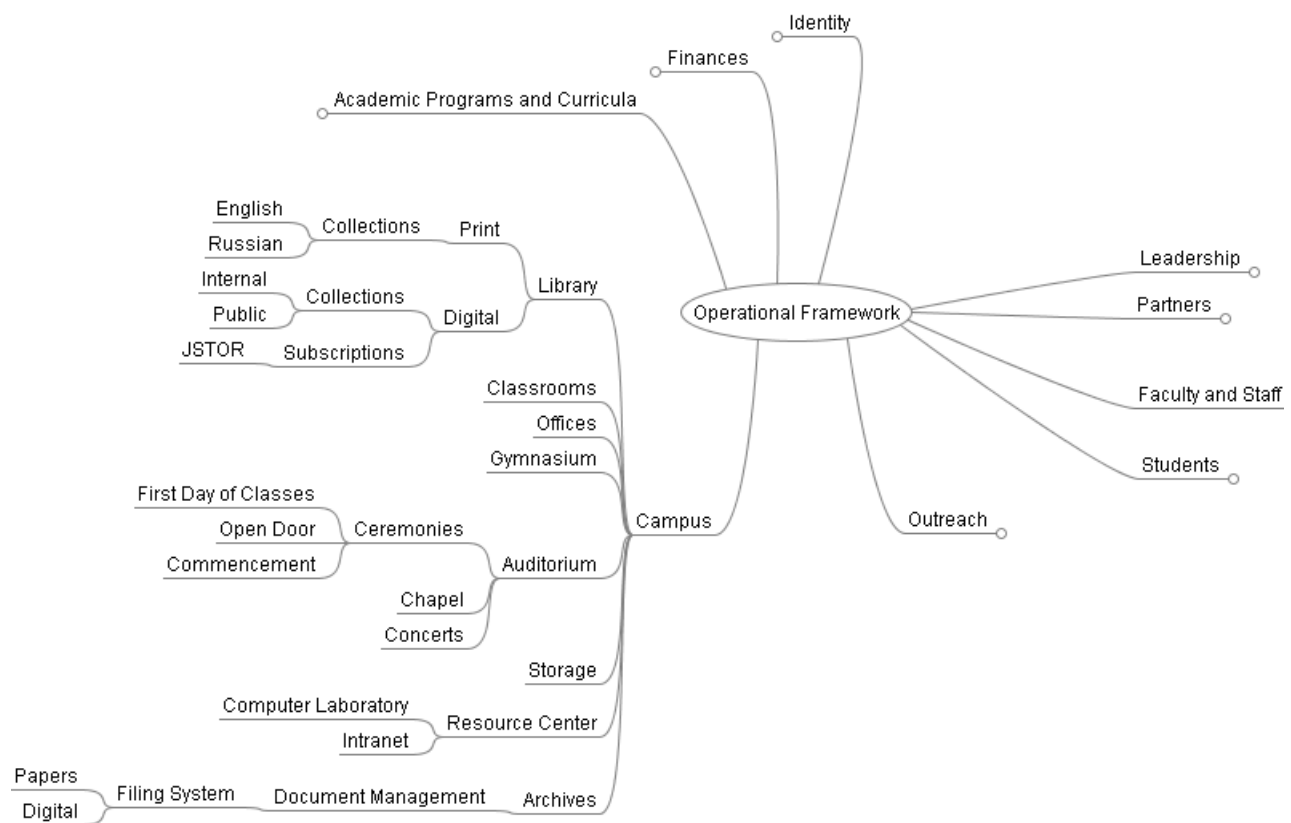 Identity
Finances
Academic Programs and Curricula
English
Collections
Print
Russian
Library
Internal
Collections
Public
Digital
JSTOR
Subscriptions
Operational Framework
Leadership
Partners
Faculty and Staff
Students
Outreach
Classrooms
Offices
Gymnasium
Campus
First Day of Classes
Open Door
Ceremonies
Commencement
Auditorium
Chapel
Concerts
Storage
Computer Laboratory
Resource Center
Intranet
Papers
Filing System
Document Management
Archives
Digital